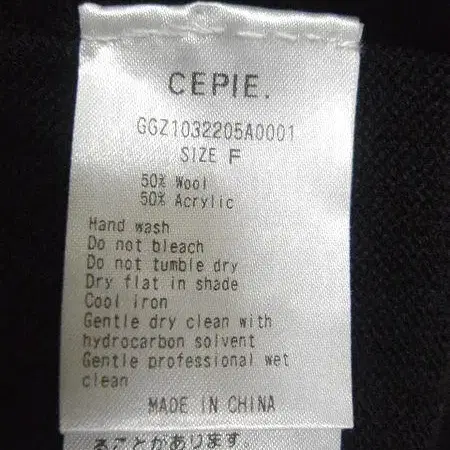 CEPIE.
GGZ1032205A0001
SIZE F
50% Wool
50% Acrylic
Hand wash
Do not bleach
Do not tumble dry
Dry flat in shade
Cool iron
Gentle dry clean with
hydrocarbon solvent
Gentle professional wet
clean
MADE IN CHINA
ることがあります。